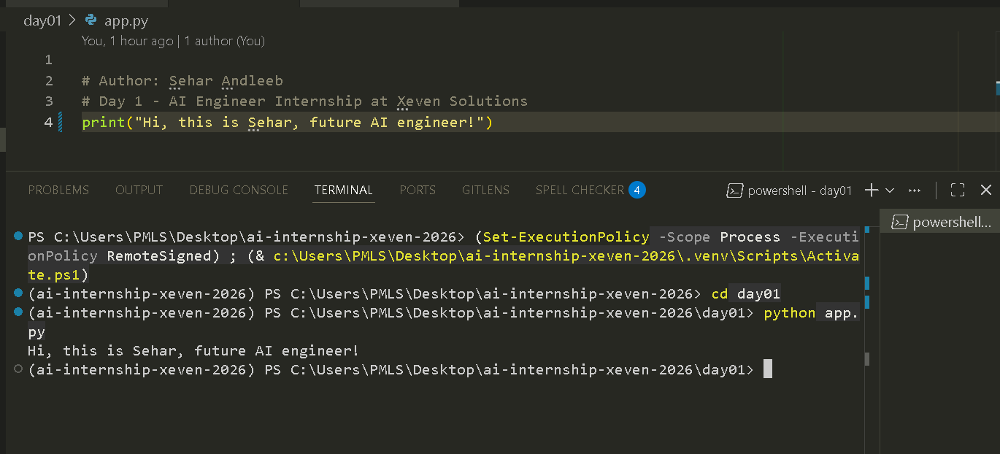 day01 > app.py
You, 1 hour ago | 1 author (You)
1
2 # Author: Sehar Andleeb
3 # Day 1 - AI Engineer Internship at Xeven Solutions
4 print("Hi, this is Sehar, future AI engineer!")
PROBLEMS OUTPUT DEBUG CONSOLE TERMINAL PORTS GITLENS SPELL CHECKER 4 powershell - day01
powershell...
PS C:\Users\PMLS\Desktop\ai-internship-xeven-2026> (Set-ExecutionPolicy -Scope Process -Executi
onPolicy RemoteSigned) ; (& c:\Users\PMLS\Desktop\ai-internship-xeven-2026\.venv\Scripts\Activa
te.ps1)
(ai-internship-xeven-2026) PS C:\Users\PMLS\Desktop\ai-internship-xeven-2026> cd day01
(ai-internship-xeven-2026) PS C:\Users\PMLS\Desktop\ai-internship-xeven-2026\day01> python app.
py
Hi, this is Sehar, future AI engineer!
(ai-internship-xeven-2026) PS C:\Users\PMLS\Desktop\ai-internship-xeven-2026\day01>